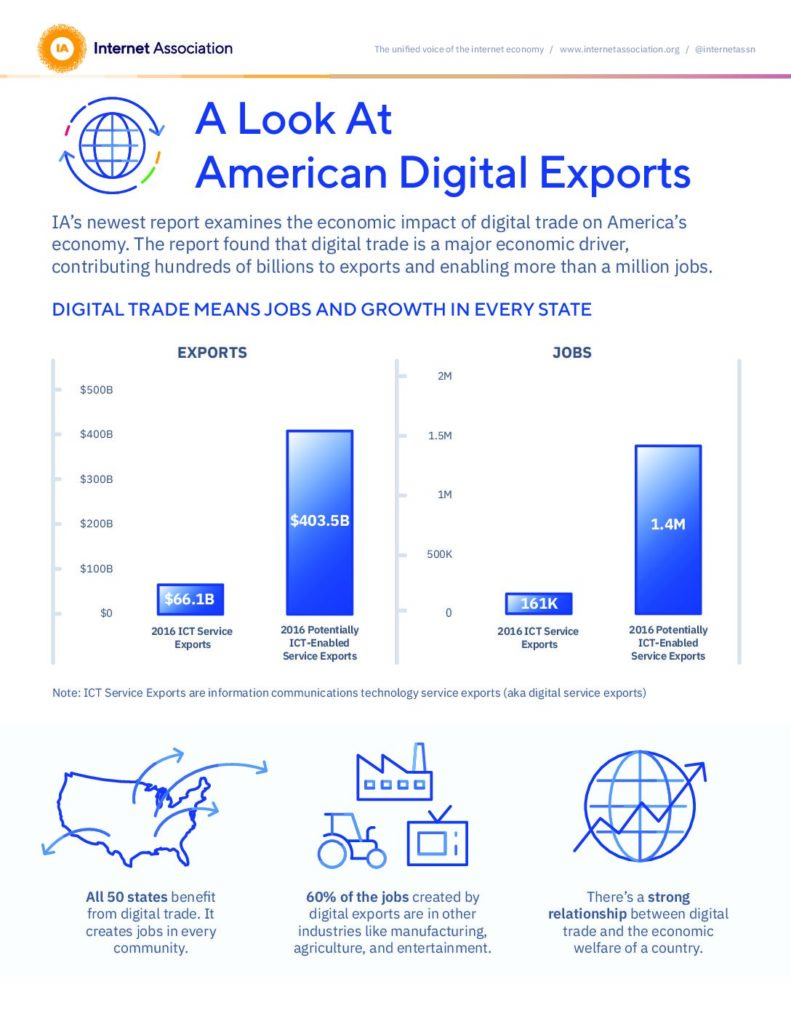 IA
Internet Association
The unified voice of the internet economy / www.internetassociation.org / @internetassn
A Look At
American Digital Exports
IA's newest report examines the economic impact of digital trade on America's
economy. The report found that digital trade is a major economic driver,
contributing hundreds of billions to exports and enabling more than a million jobs.
DIGITAL TRADE MEANS JOBS AND GROWTH IN EVERY STATE
EXPORTS
$500B
$400B
$300B
$200B
$100B
$0
$66.1B
$403.5B
2016 ICT Service
Exports
2016 Potentially
ICT-Enabled
Service Exports
JOBS
2M
1.5M
1M
500K
0
161K
1.4M
2016 ICT Service
Exports
2016 Potentially
ICT-Enabled
Service Exports
Note: ICT Service Exports are information communications technology service exports (aka digital service exports)
All 50 states benefit
from digital trade. It
creates jobs in every
community.
60% of the jobs created by
digital exports are in other
industries like manufacturing,
agriculture, and entertainment.
There's a strong
relationship between digital
trade and the economic
welfare of a country.